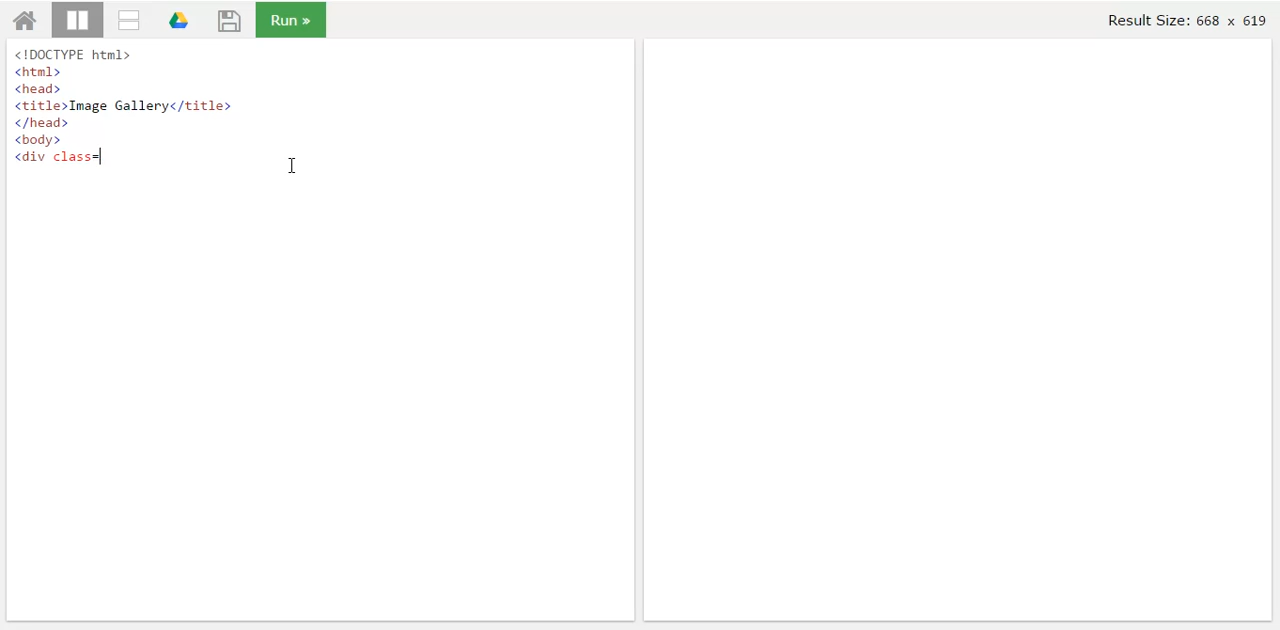 Run »
Result Size: 668 x 619
<!DOCTYPE html>
<html>
<head>
<title>Image Gallery</title>
</head>
<body>
<div class=